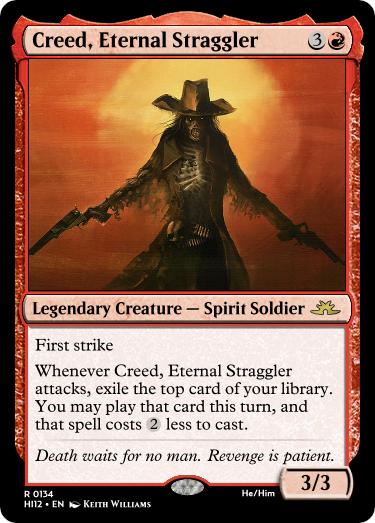 Creed, Eternal Straggler 3
Legendary Creature — Spirit Soldier
First strike
Whenever Creed, Eternal Straggler
attacks, exile the top card of your library.
You may play that card this turn, and
that spell costs 2 less to cast.
Death waits for no man. Revenge is patient.
3/3
R 0134
HI12 • EN Keith Williams
He/Him